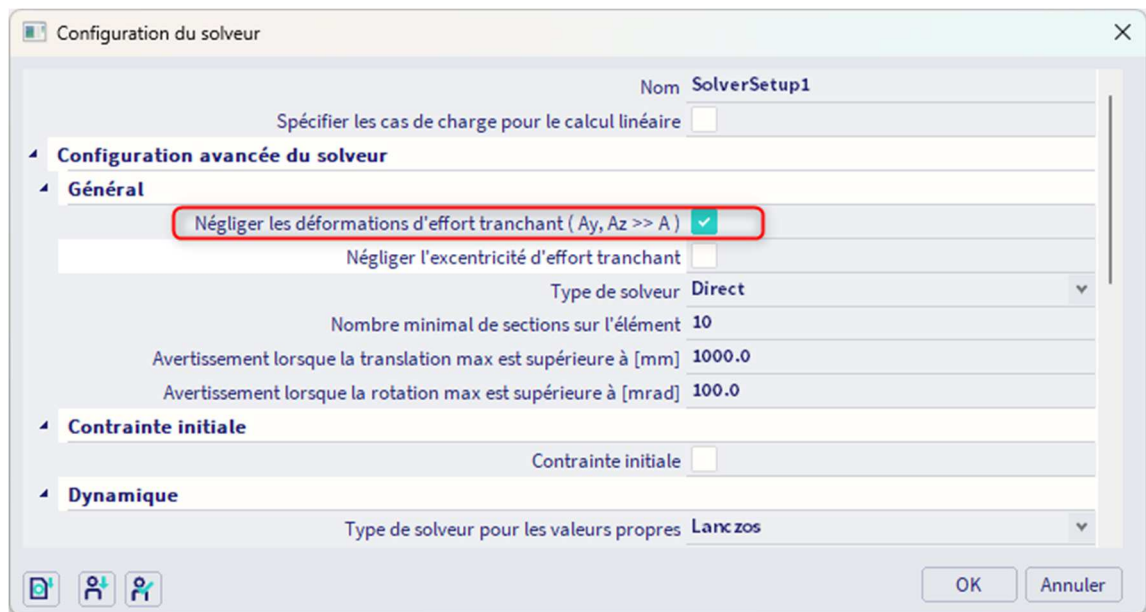 Configuration du solveur
Nom SolverSetup1
Spécifier les cas de charge pour le calcul linéaire
Configuration avancée du solveur
Général
Négliger les déformations d'effort tranchant ( Ay, Az >> A )
Négliger l'excentricité d'effort tranchant
Type de solveur Direct
Nombre minimal de sections sur l'élément 10
Avertissement lorsque la translation max est supérieure à [mm] 1000.0
Avertissement lorsque la rotation max est supérieure à [mrad] 100.0
Contrainte initiale
Contrainte initiale
Dynamique
Type de solveur pour les valeurs propres Lanczos
OK Annuler